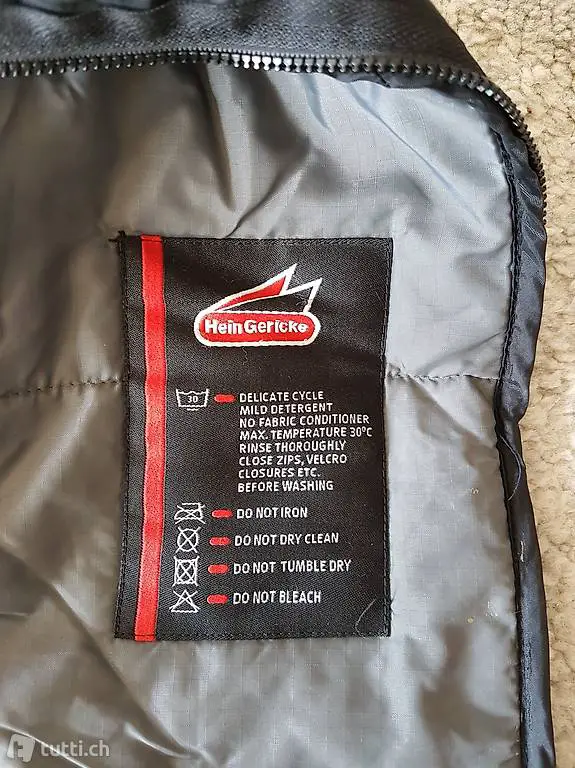 HeinGericke
30
DELICATE CYCLE
MILD DETERGENT
NO FABRIC CONDITIONER
MAX. TEMPERATURE 30°C
RINSE THOROUGHLY
CLOSE ZIPS, VELCRO
CLOSURES ETC.
BEFORE WASHING
DO NOT IRON
DO NOT DRY CLEAN
DO NOT TUMBLE DRY
DO NOT BLEACH
tutti.ch